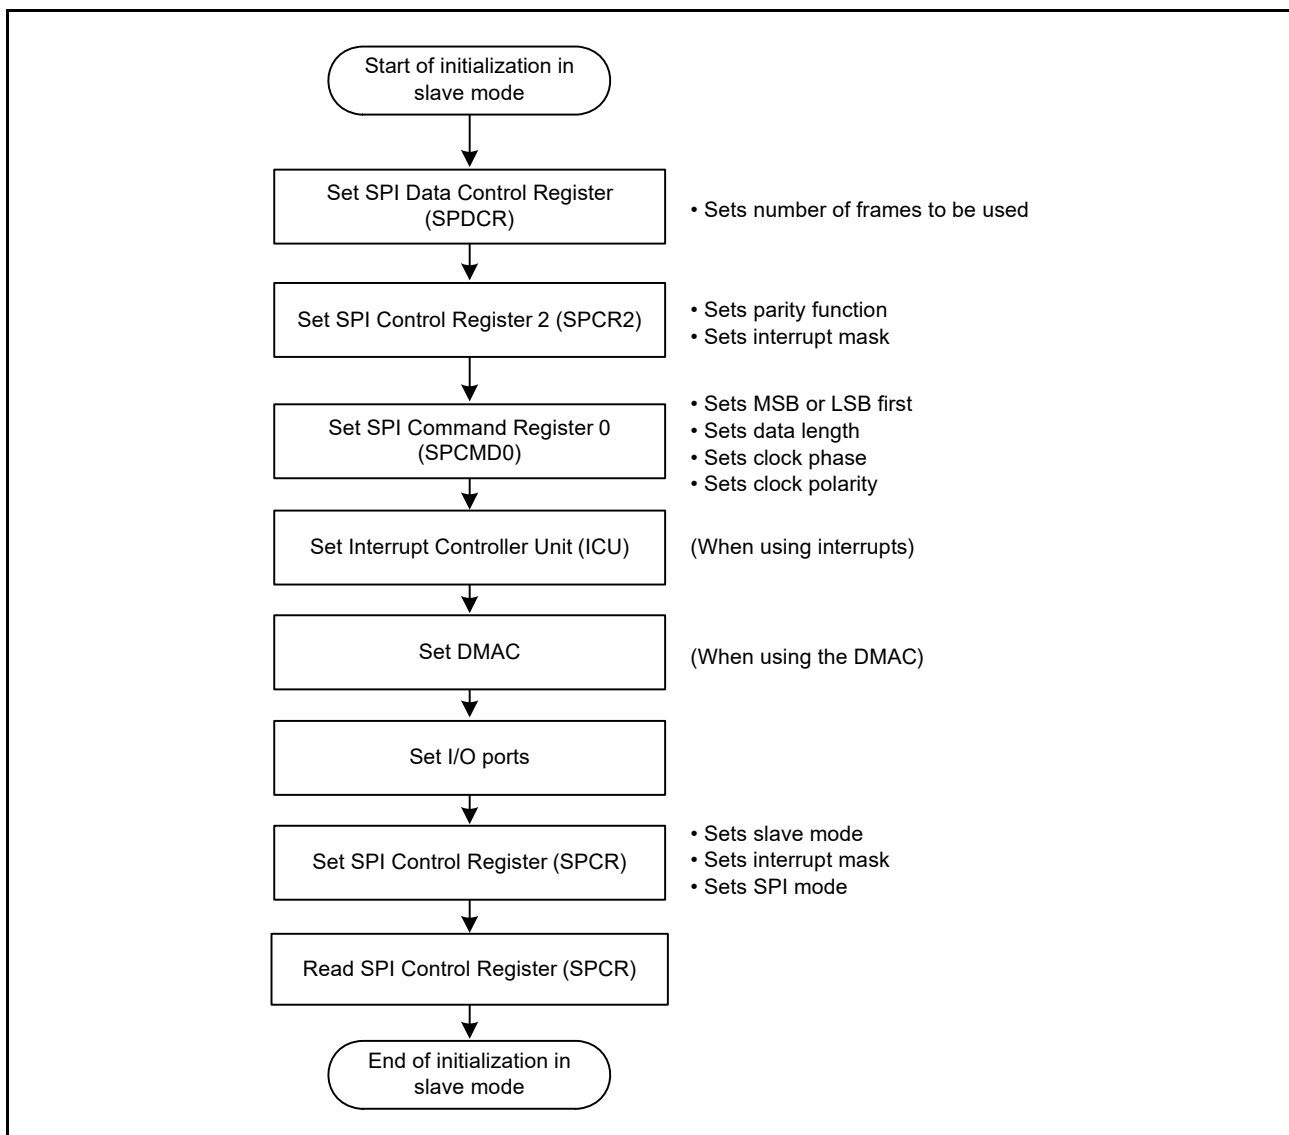 Start of initialization in
slave mode
Set SPI Data Control Register
(SPDCR)
• Sets number of frames to be used
Set SPI Control Register 2 (SPCR2)
• Sets parity function
• Sets interrupt mask
Set SPI Command Register 0
(SPCMD0)
• Sets MSB or LSB first
• Sets data length
• Sets clock phase
• Sets clock polarity
Set Interrupt Controller Unit (ICU)
(When using interrupts)
Set DMAC
(When using the DMAC)
Set I/O ports
Set SPI Control Register (SPCR)
• Sets slave mode
• Sets interrupt mask
• Sets SPI mode
Read SPI Control Register (SPCR)
End of initialization in
slave mode